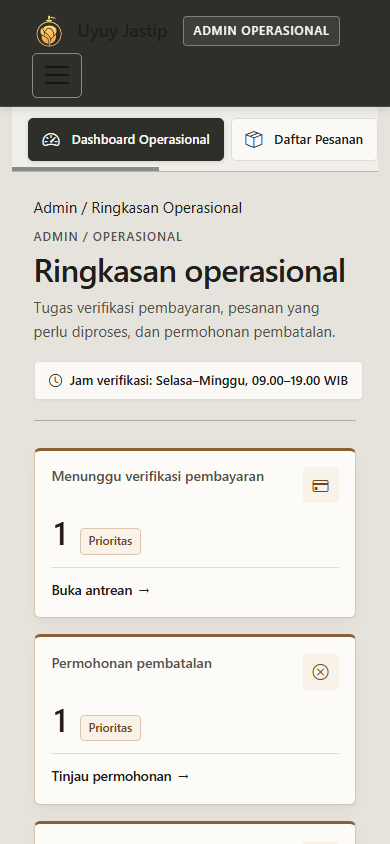 Uyuy Jastip ADMIN OPERASIONAL
Dashboard Operasional Daftar Pesanan
Admin / Ringkasan Operasional
ADMIN / OPERASIONAL
Ringkasan operasional
Tugas verifikasi pembayaran, pesanan yang
perlu diproses, dan permohonan pembatalan.
Jam verifikasi: Selasa–Minggu, 09.00–19.00 WIB
Menunggu verifikasi pembayaran
1 Prioritas
Buka antrean →
Permohonan pembatalan
1 Prioritas
Tinjau permohonan →